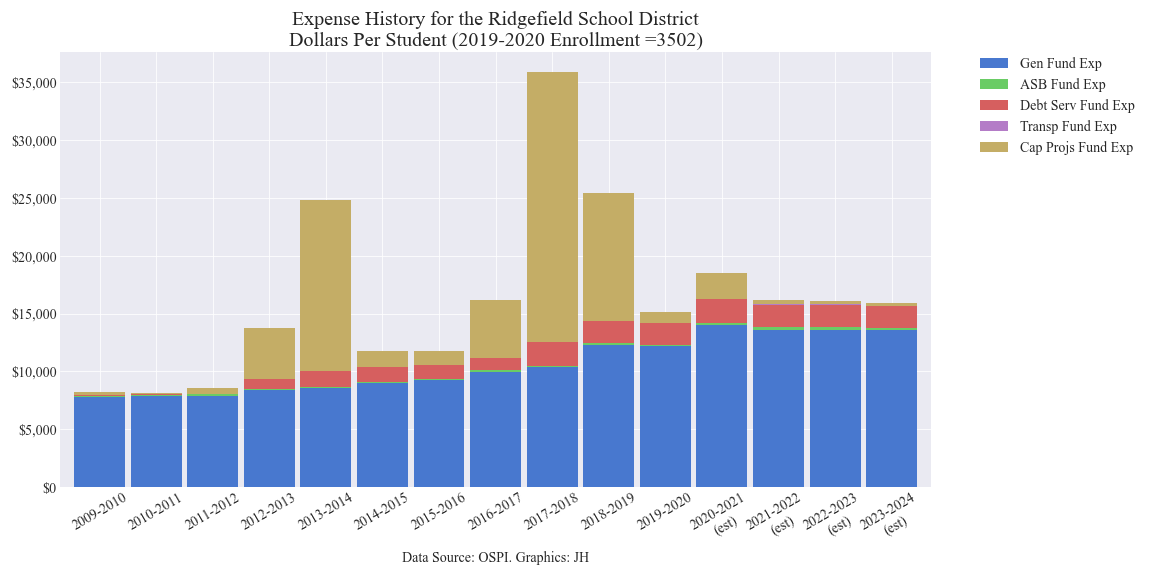 Expense History for the Ridgefield School District
Dollars Per Student (2019-2020 Enrollment =3502)
Gen Fund Exp
ASB Fund Exp
Debt Serv Fund Exp
Transp Fund Exp
Cap Projs Fund Exp
$35,000
$30,000
$25,000
$20,000
$15,000
$10,000
$5,000
$0
2009-2010
2010-2011
2011-2012
2012-2013
2013-2014
2014-2015
2015-2016
2016-2017
2017-2018
2018-2019
2019-2020
2020-2021
(est)
2021-2022
(est)
2022-2023
(est)
2023-2024
(est)
Data Source: OSPI. Graphics: JH